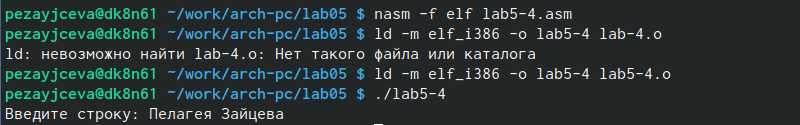 pezayjceva@dk8n61 ~/work/arch-pc/lab05 $ nasm -f elf lab5-4.asm
pezayjceva@dk8n61 ~/work/arch-pc/lab05 $ ld -m elf_i386 -o lab5-4 lab-4.o
ld: невозможно найти lab-4.o: Нет такого файла или каталога
pezayjceva@dk8n61 ~/work/arch-pc/lab05 $ ld -m elf_i386 -o lab5-4 lab5-4.o
pezayjceva@dk8n61 ~/work/arch-pc/lab05 $ ./lab5-4
Введите строку: Пелагея Зайцева